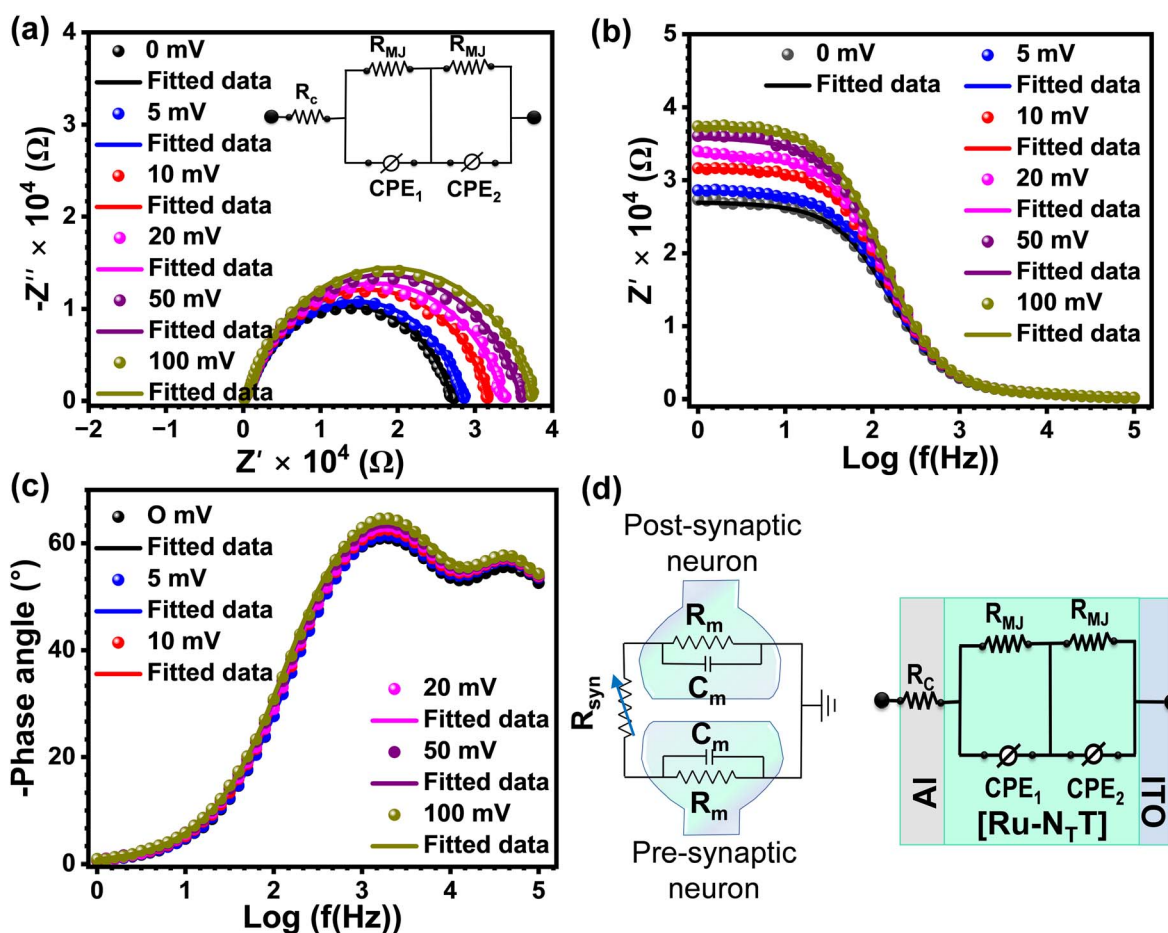 (a)
-Z″ × 10⁴ (Ω)
4
3
2
1
0
0 mV
Fitted data
5 mV
Fitted data
10 mV
Fitted data
20 mV
Fitted data
50 mV
Fitted data
100 mV
Fitted data
R_MJ R_MJ
R_c
CPE₁ CPE₂
−2 −1 0 1 2 3 4
Z′ × 10⁴ (Ω)
(b)
Z′ × 10⁴ (Ω)
5
4
3
2
1
0
0 mV
Fitted data
5 mV
Fitted data
10 mV
Fitted data
20 mV
Fitted data
50 mV
Fitted data
100 mV
Fitted data
0 1 2 3 4 5
Log (f(Hz))
(c)
-Phase angle (°)
60
40
20
0
O mV
Fitted data
5 mV
Fitted data
10 mV
Fitted data
20 mV
Fitted data
50 mV
Fitted data
100 mV
Fitted data
0 1 2 3 4 5
Log (f(Hz))
(d)
Post-synaptic
neuron
R_m
C_m
R_syn
C_m
R_m
Pre-synaptic
neuron
R_MJ R_MJ
R_C
CPE₁ CPE₂
Al
[Ru-N_TT]
ITO